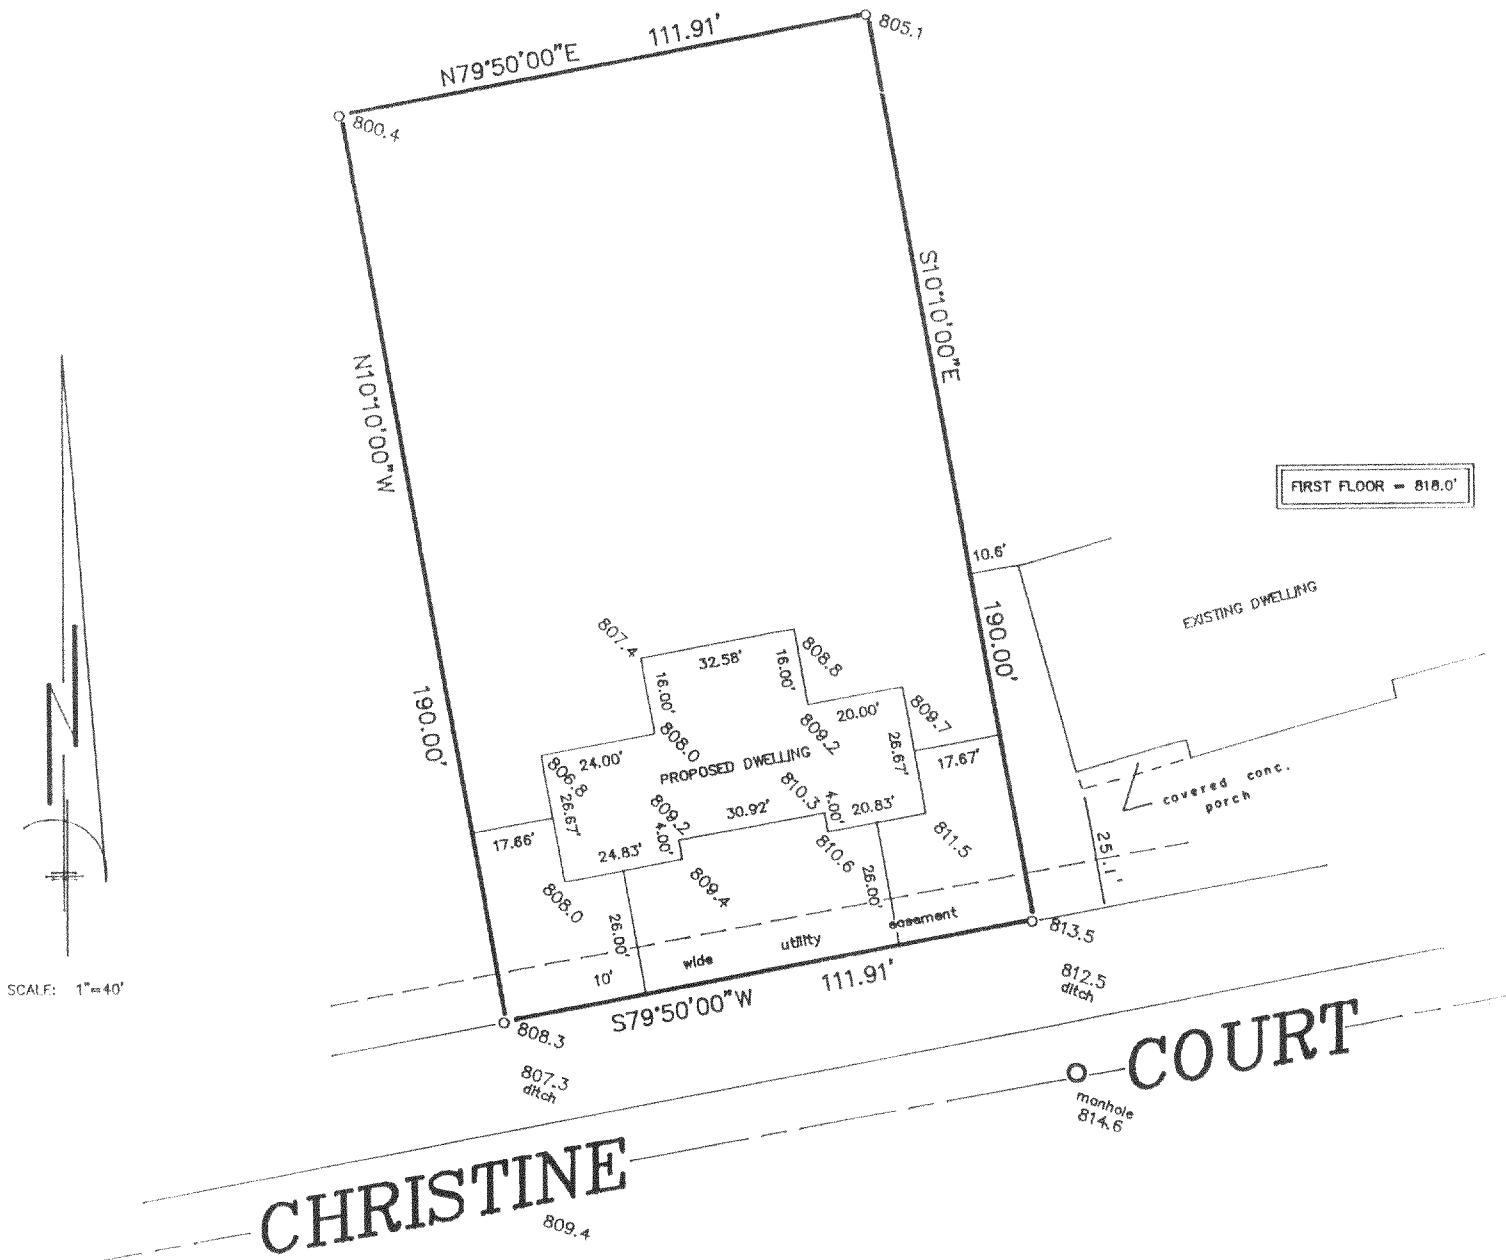 N79°50'00"E 111.91'
805.1
800.4
S10°10'00"E
N10°10'00"W
FIRST FLOOR = 818.0'
10.6'
EXISTING DWELLING
190.00'
807.4
32.58'
808.8
16.00'
16.00'
190.00'
20.00'
809.7
808.0
809.2
24.00'
PROPOSED DWELLING
26.67'
17.67'
806.8
26.67'
809.2
4.00'
30.92'
810.3
4.00'
20.83'
covered conc.
porch
17.66'
24.83'
811.5
810.6
25.1'
808.0
809.4
26.00'
26.00'
10' wide utility easement
813.5
SCALE: 1"=40'
S79°50'00"W 111.91'
812.5
ditch
808.3
807.3
ditch
manhole
814.6
CHRISTINE COURT
809.4
N